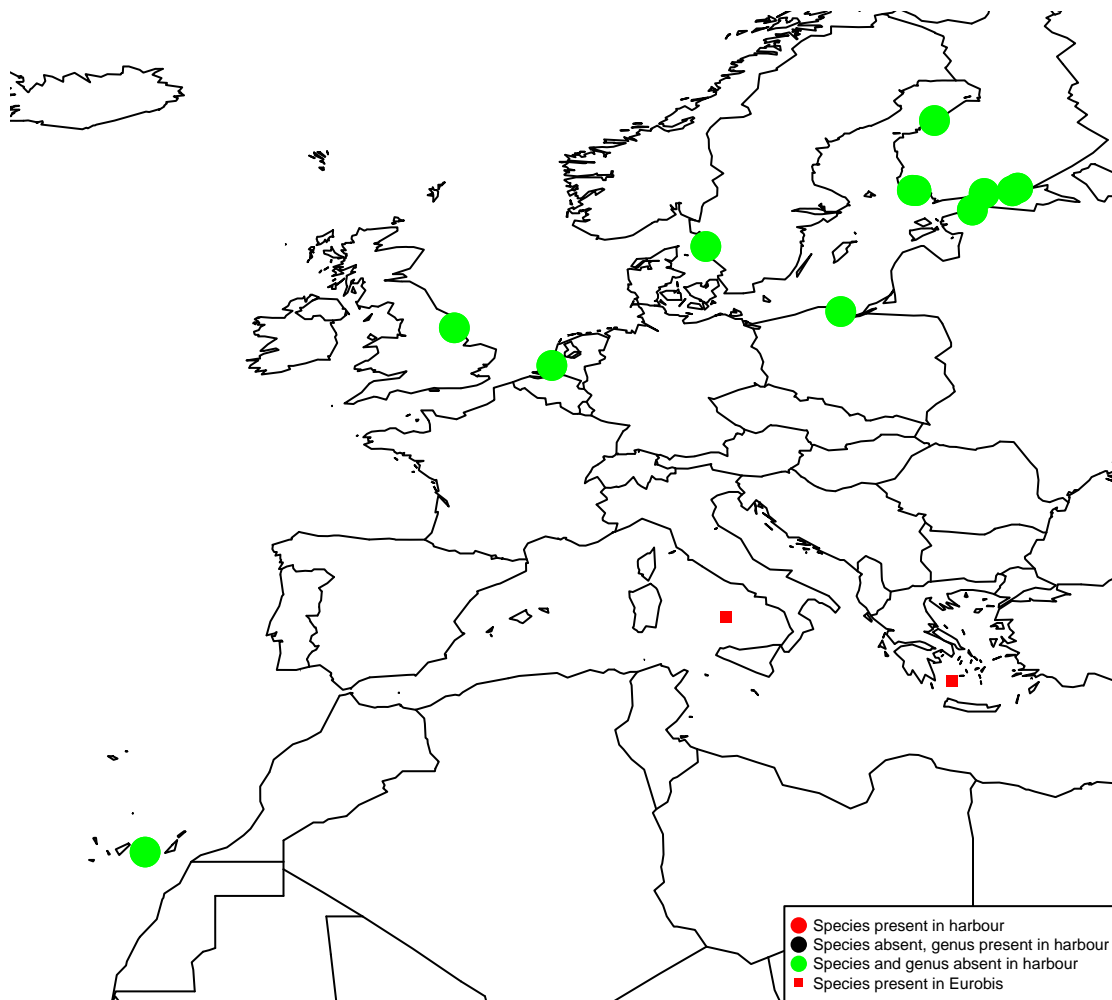 Species present in harbour
Species absent, genus present in harbour
Species and genus absent in harbour
Species present in Eurobis